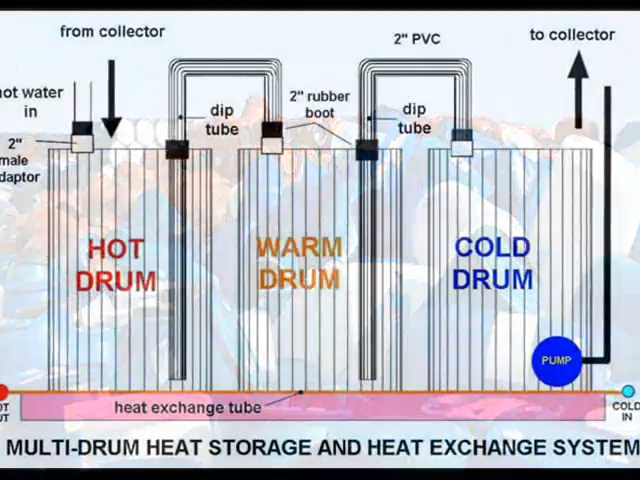 from collector
2" PVC
to collector
hot water
in
2"
male
adaptor
dip
tube
2" rubber
boot
dip
tube
HOT
DRUM
WARM
DRUM
COLD
DRUM
PUMP
heat exchange tube
COLD
IN
MULTI-DRUM HEAT STORAGE AND HEAT EXCHANGE SYSTEM